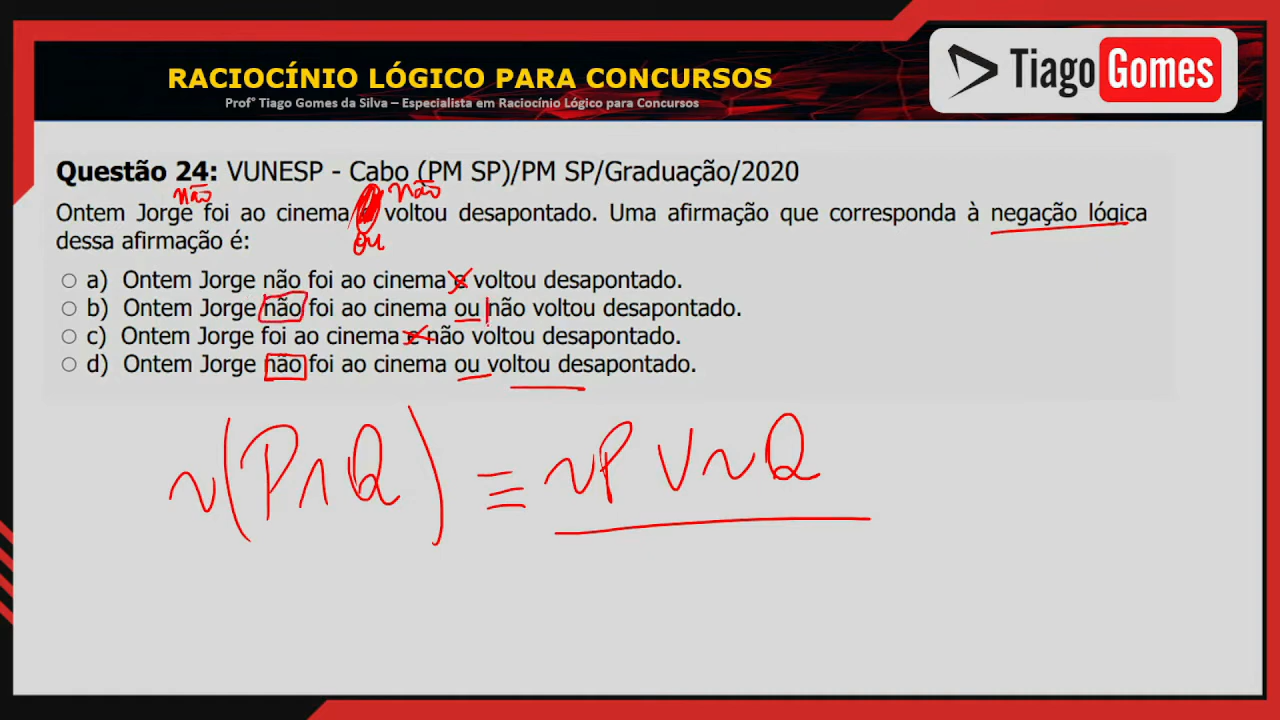 RACIOCÍNIO LÓGICO PARA CONCURSOS
Prof° Tiago Gomes da Silva – Especialista em Raciocínio Lógico para Concursos
Tiago Gomes
Questão 24: VUNESP - Cabo (PM SP)/PM SP/Graduação/2020
não não
Ontem Jorge foi ao cinema voltou desapontado. Uma afirmação que corresponda à negação lógica
ou
dessa afirmação é:
a) Ontem Jorge não foi ao cinema e voltou desapontado.
b) Ontem Jorge não foi ao cinema ou não voltou desapontado.
c) Ontem Jorge foi ao cinema e não voltou desapontado.
d) Ontem Jorge não foi ao cinema ou voltou desapontado.
~(P∧Q) ≡ ~P ∨ ~Q